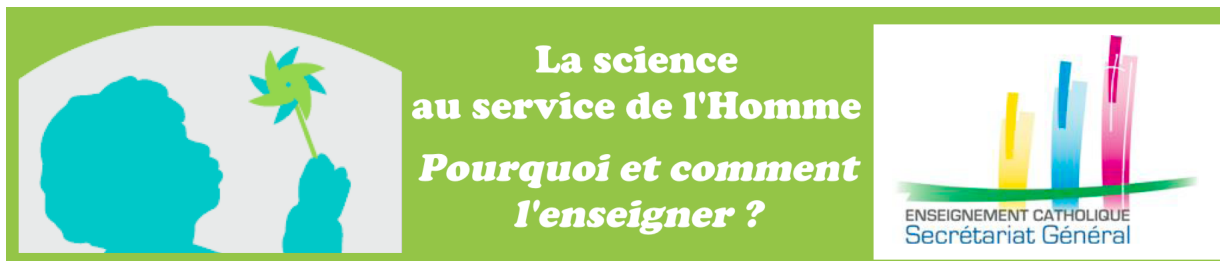 La science
au service de l'Homme
Pourquoi et comment
l'enseigner ?
ENSEIGNEMENT CATHOLIQUE
Secrétariat Général